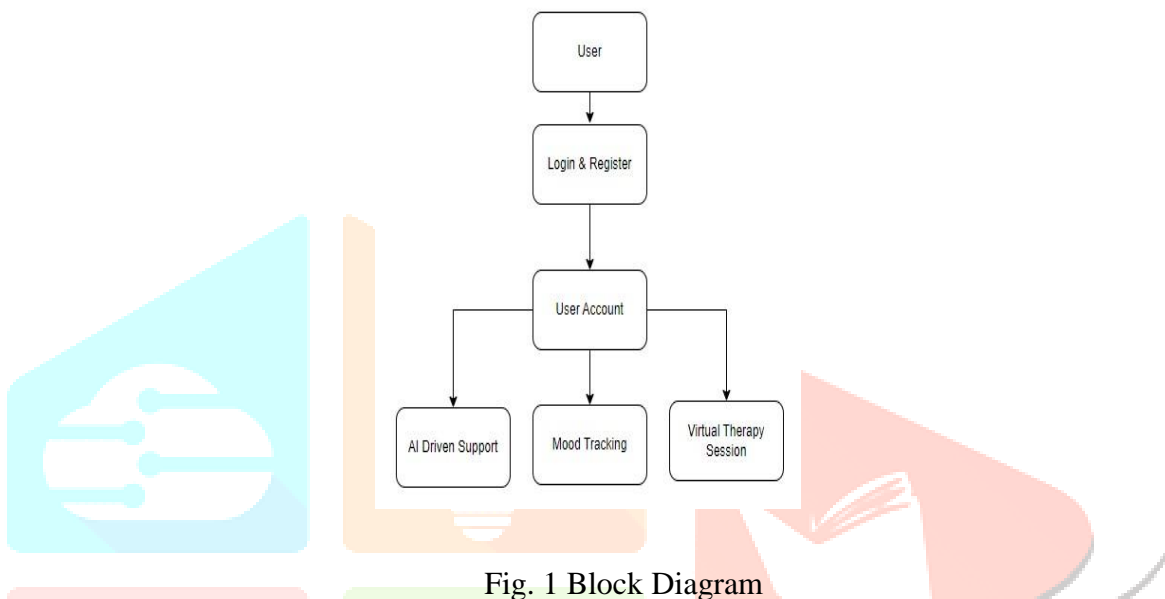 User
Login & Register
User Account
AI Driven Support
Mood Tracking
Virtual Therapy
Session
Fig. 1 Block Diagram